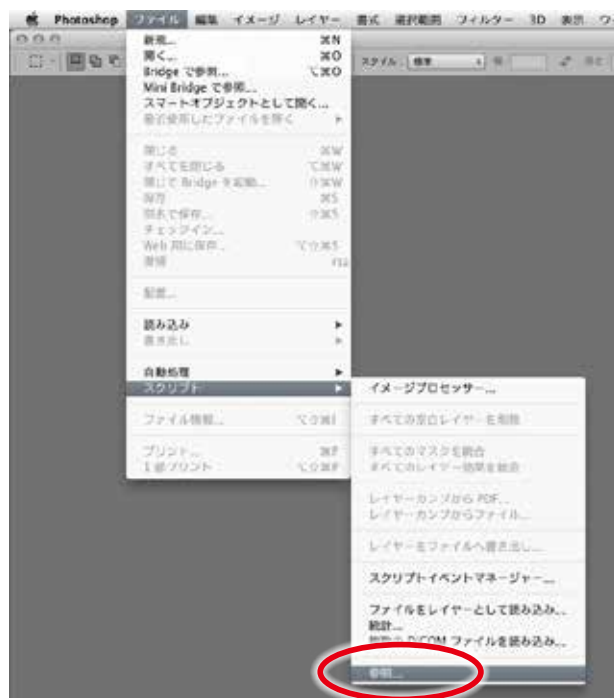 Photoshop ファイル 編集 イメージ レイヤー 書式 選択範囲 フィルター 3D 表示
スタイル: 標準
新規... ⌘N
開く... ⌘O
Bridge で参照... ⌥⌘O
Mini Bridge で参照...
スマートオブジェクトとして開く...
最近使用したファイルを開く
閉じる ⌘W
すべてを閉じる ⌥⌘W
閉じて Bridge を起動... ⇧⌘W
保存 ⌘S
別名で保存... ⇧⌘S
チェックイン...
Web 用に保存... ⌥⇧⌘S
復帰 F12
配置...
読み込み
書き出し
自動処理
スクリプト
ファイル情報... ⌥⇧⌘I
プリント... ⌘P
1 部プリント ⌥⇧⌘P
イメージプロセッサー...
すべての空白レイヤーを削除
すべてのマスクを統合
すべてのレイヤー効果を統合
レイヤーカンプから PDF...
レイヤーカンプからファイル...
レイヤーをファイルへ書き出し...
スクリプトイベントマネージャー...
ファイルをレイヤーとして読み込み...
統計...
複数の DICOM ファイルを読み込み...
参照...